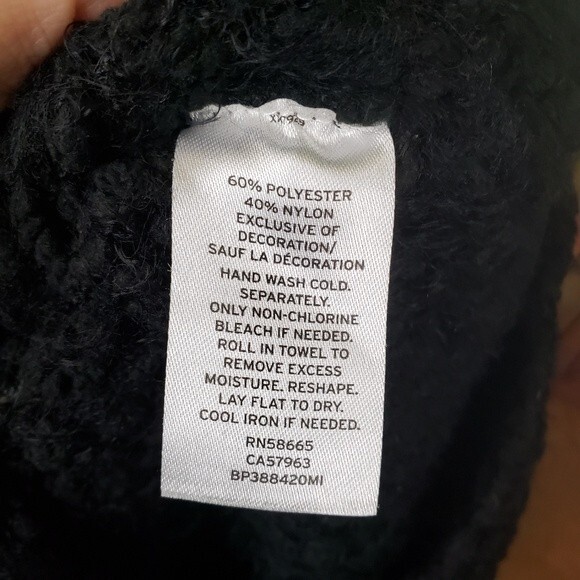 60% POLYESTER
40% NYLON
EXCLUSIVE OF
DECORATION/
SAUF LA DÉCORATION
HAND WASH COLD.
SEPARATELY.
ONLY NON-CHLORINE
BLEACH IF NEEDED.
ROLL IN TOWEL TO
REMOVE EXCESS
MOISTURE. RESHAPE.
LAY FLAT TO DRY.
COOL IRON IF NEEDED.
RN58665
CA57963
BP388420MI